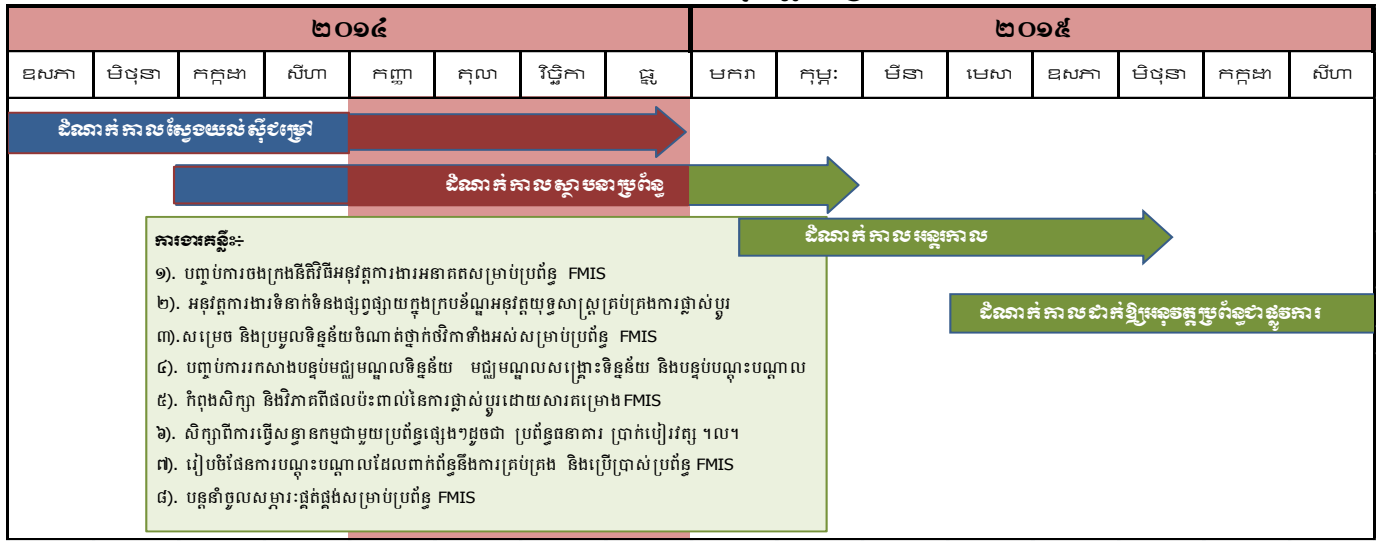 ២០១៤ ២០១៥
ឧសភា មិថុនា កក្កដា សីហា កញ្ញា តុលា វិច្ឆិកា ធ្នូ មករា កុម្ភៈ មីនា មេសា ឧសភា មិថុនា កក្កដា សីហា
ដំណាក់កាលស្វែងយល់ស៊ីជម្រៅ
ដំណាក់កាលស្ថាបនាប្រព័ន្ធ
ដំណាក់កាលអន្តរកាល
ដំណាក់កាលដាក់ឱ្យអនុវត្តប្រព័ន្ធជាផ្លូវការ
ការងារគន្លឹះ÷
១). បញ្ចប់ការចងក្រងនីតិវិធីអនុវត្តការងារអនាគតសម្រាប់ប្រព័ន្ធ FMIS
២). អនុវត្តការងារទំនាក់ទំនងផ្សព្វផ្សាយក្នុងក្របខ័ណ្ឌអនុវត្តយុទ្ធសាស្ត្រគ្រប់គ្រងការផ្លាស់ប្តូរ
៣).សម្រេច និងប្រមូលទិន្នន័យចំណាត់ថ្នាក់ថវិកាទាំងអស់សម្រាប់ប្រព័ន្ធ FMIS
៤). បញ្ចប់ការរកសាងបន្ទប់មជ្ឈមណ្ឌលទិន្នន័យ មជ្ឈមណ្ឌលសង្គ្រោះទិន្នន័យ និងបន្ទប់បណ្តុះបណ្តាល
៥). កំពុងសិក្សា និងវិភាគពីផលប៉ះពាល់នៃការផ្លាស់ប្តូរដោយសារគម្រោង FMIS
៦). សិក្សាពីការធ្វើសន្ធានកម្មជាមួយប្រព័ន្ធផ្សេងៗដូចជា ប្រព័ន្ធធនាគារ ប្រាក់បៀរវត្ស ។ល។
៧). រៀបចំផែនការបណ្តុះបណ្តាលដែលពាក់ព័ន្ធនឹងការគ្រប់គ្រង និងប្រើប្រាស់ប្រព័ន្ធ FMIS
៨). បន្តនាំចូលសម្ភារៈផ្គត់ផ្គង់សម្រាប់ប្រព័ន្ធ FMIS